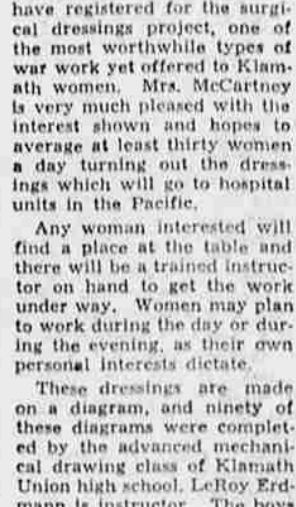 have registered for the surgi-
cal dressings project, one of
the most worthwhile types of
war work yet offered to Klam-
ath women. Mrs. McCartney
is very much pleased with the
interest shown and hopes to
average at least thirty women
a day turning out the dress-
ings which will go to hospital
units in the Pacific.
Any woman interested will
find a place at the table and
there will be a trained instruc-
tor on hand to get the work
under way. Women may plan
to work during the day or dur-
ing the evening, as their own
personal interests dictate.
These dressings are made
on a diagram, and ninety of
these diagrams were complet-
ed by the advanced mechani-
cal drawing class of Klamath
Union high school. LeRoy Erd-
mann is instructor. The boys